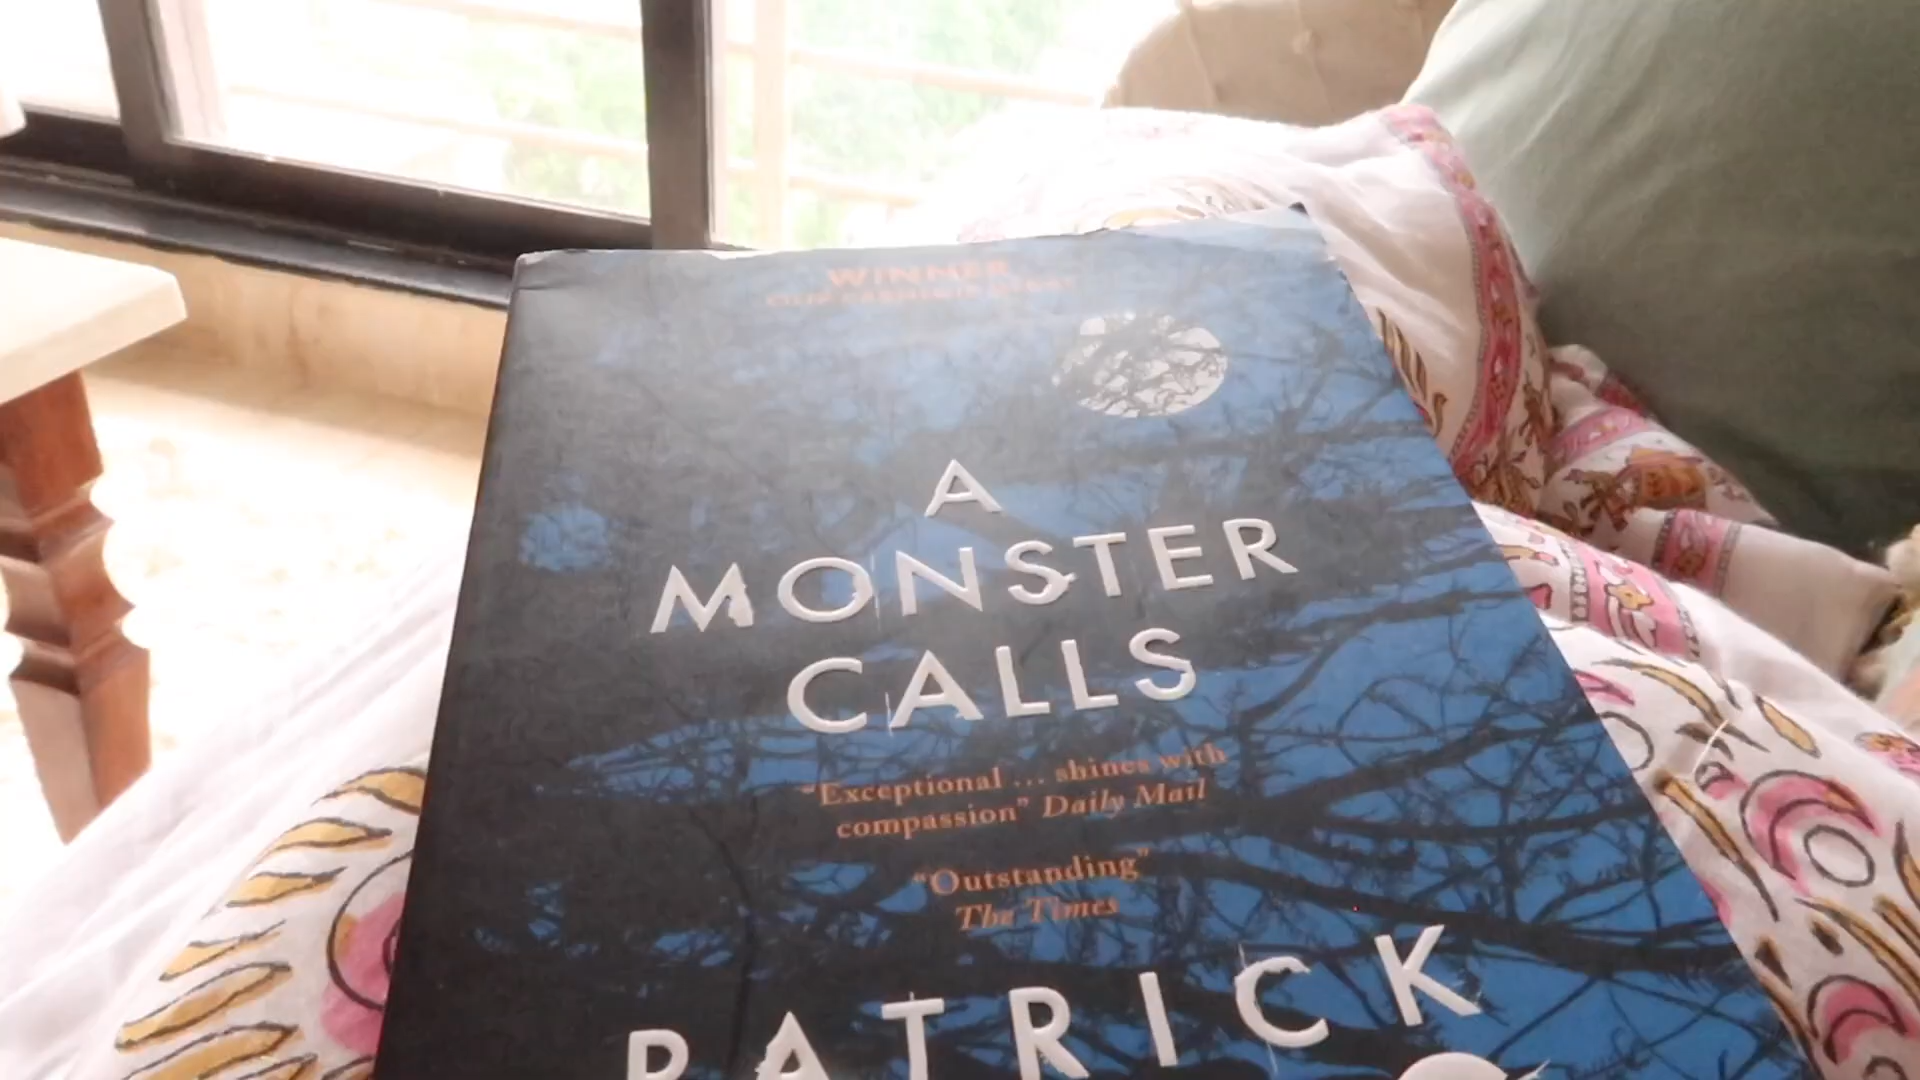 WINNER
A
MONSTER
CALLS
“Exceptional ... shines with
compassion” Daily Mail
“Outstanding”
The Times
PATRICK